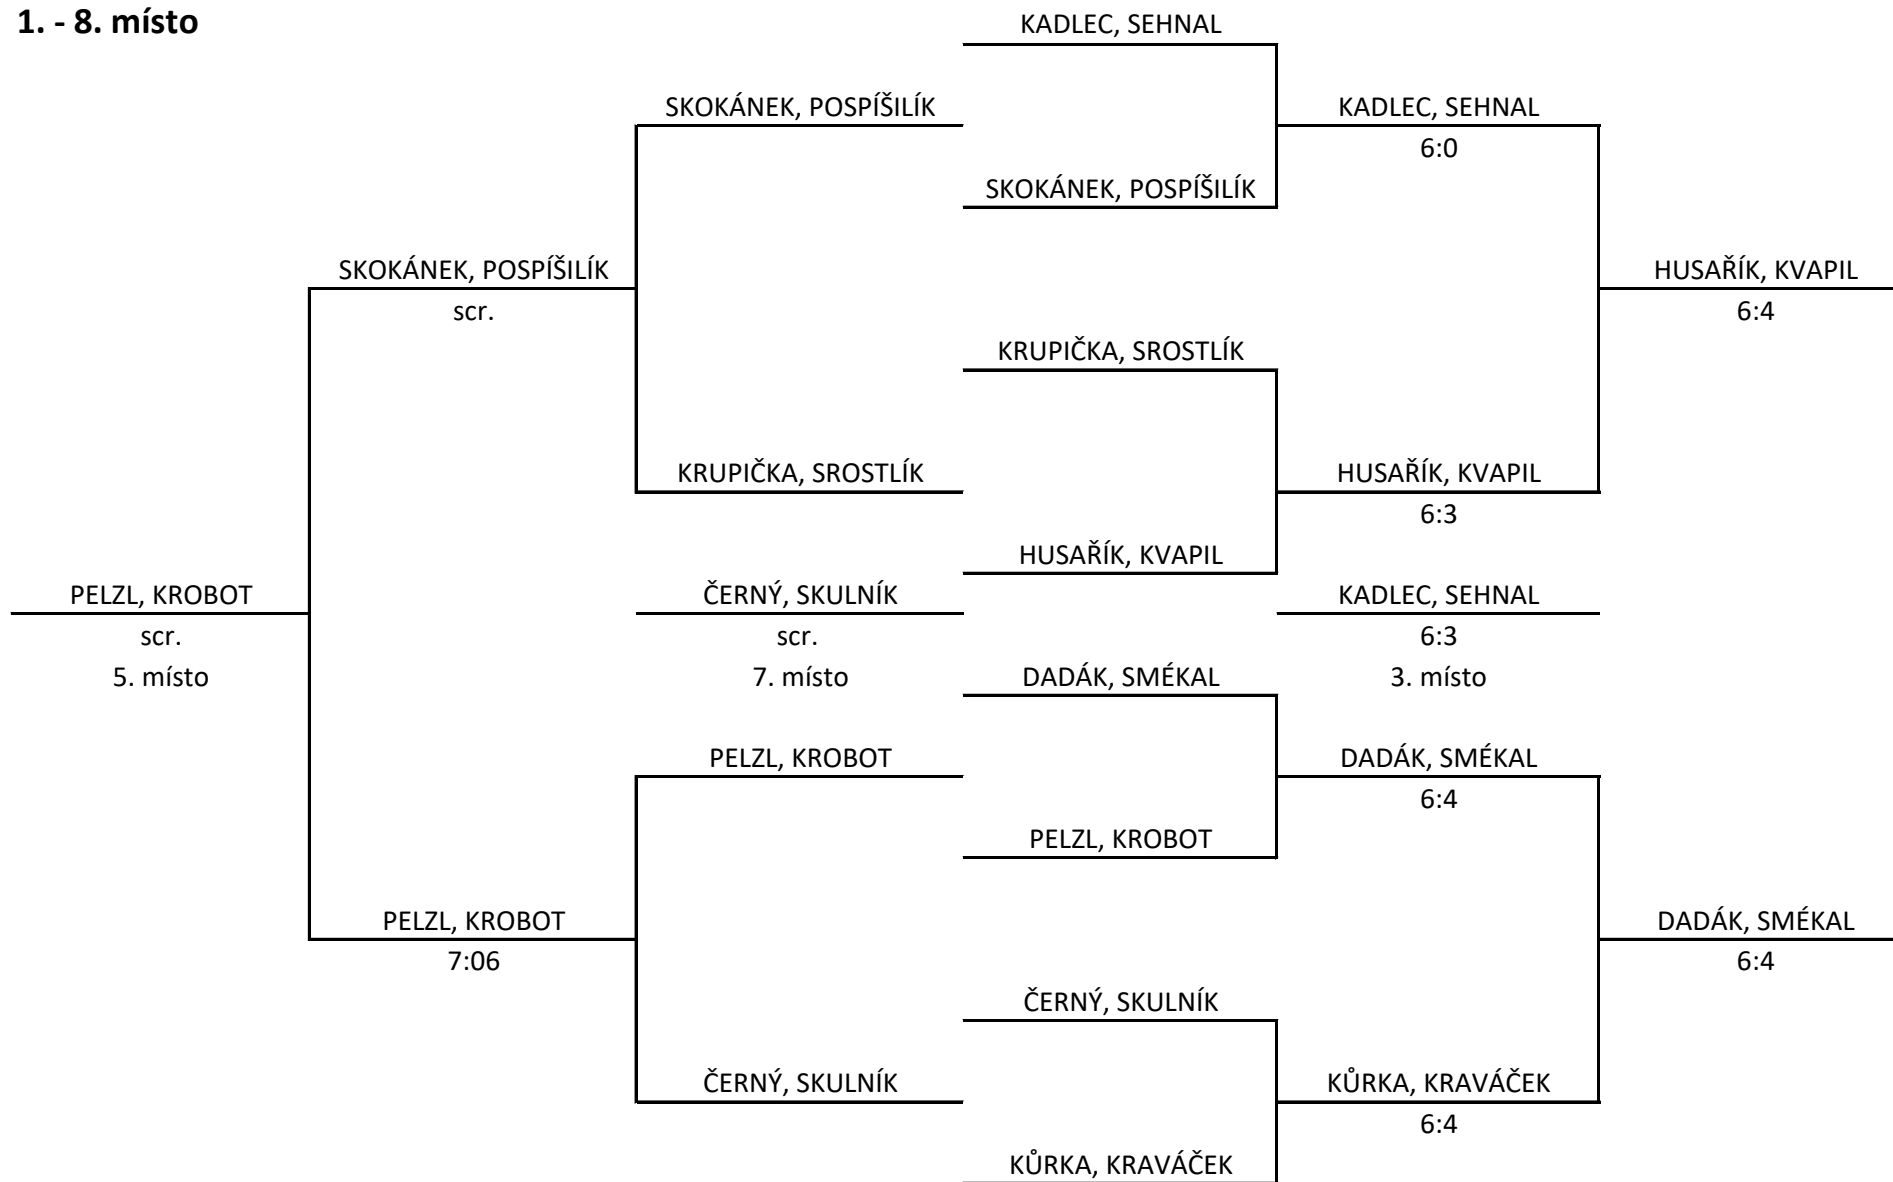 1. - 8. místo
KADLEC, SEHNAL
SKOKÁNEK, POSPÍŠILÍK
KADLEC, SEHNAL
6:0
SKOKÁNEK, POSPÍŠILÍK
SKOKÁNEK, POSPÍŠILÍK
HUSAŘÍK, KVAPIL
scr.
6:4
KRUPIČKA, SROSTLÍK
KRUPIČKA, SROSTLÍK
HUSAŘÍK, KVAPIL
6:3
HUSAŘÍK, KVAPIL
PELZL, KROBOT
ČERNÝ, SKULNÍK
KADLEC, SEHNAL
scr.
scr.
6:3
5. místo
7. místo
DADÁK, SMÉKAL
3. místo
PELZL, KROBOT
DADÁK, SMÉKAL
6:4
PELZL, KROBOT
PELZL, KROBOT
DADÁK, SMÉKAL
7:06
6:4
ČERNÝ, SKULNÍK
ČERNÝ, SKULNÍK
KŮRKA, KRAVÁČEK
6:4
KŮRKA, KRAVÁČEK